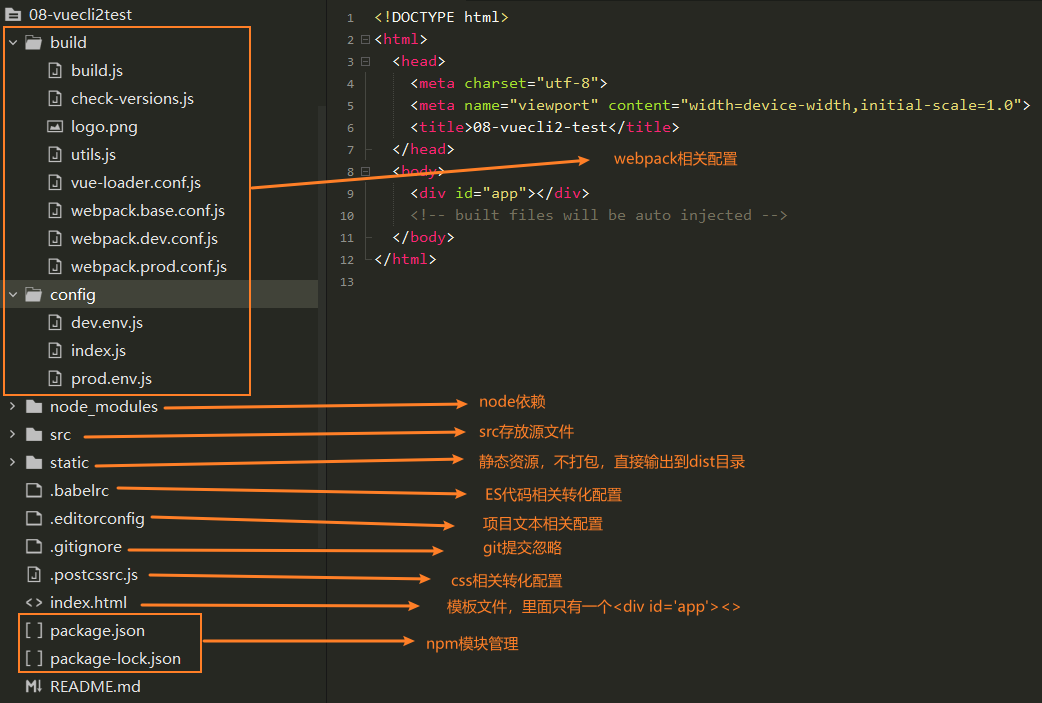 08-vuecli2test
build
build.js
check-versions.js
logo.png
utils.js
vue-loader.conf.js
webpack.base.conf.js
webpack.dev.conf.js
webpack.prod.conf.js
config
dev.env.js
index.js
prod.env.js
node_modules
src
static
.babelrc
.editorconfig
.gitignore
.postcssrc.js
<> index.html
[ ] package.json
[ ] package-lock.json
M↓ README.md
1 <!DOCTYPE html>
2 <html>
3 <head>
4 <meta charset="utf-8">
5 <meta name="viewport" content="width=device-width,initial-scale=1.0">
6 <title>08-vuecli2-test</title>
7 </head>
8 <body>
9 <div id="app"></div>
10 <!-- built files will be auto injected -->
11 </body>
12 </html>
13
webpack相关配置
node依赖
src存放源文件
静态资源，不打包，直接输出到dist目录
ES代码相关转化配置
项目文本相关配置
git提交忽略
css相关转化配置
模板文件，里面只有一个<div id='app'><>
npm模块管理